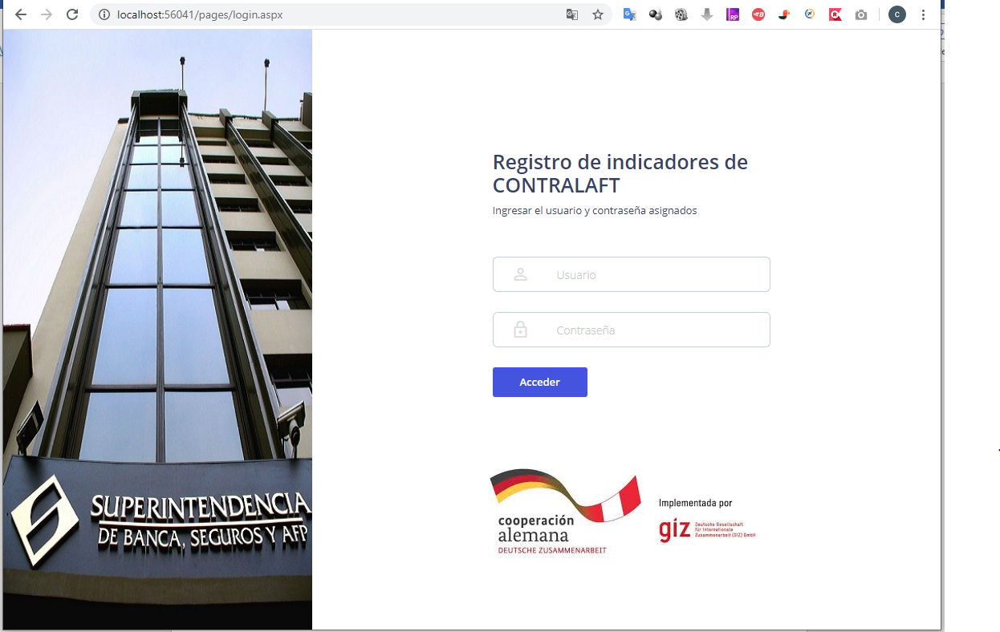 localhost:56041/pages/login.aspx
RP
C
SUPERINTENDENCIA
DE BANCA, SEGUROS Y AFP
Registro de indicadores de
CONTRALAFT
Ingresar el usuario y contraseña asignados
Usuario
Contraseña
Acceder
cooperación
alemana
DEUTSCHE ZUSAMMENARBEIT
Implementada por
giz
Deutsche Gesellschaft
für Internationale
Zusammenarbeit (GIZ) GmbH